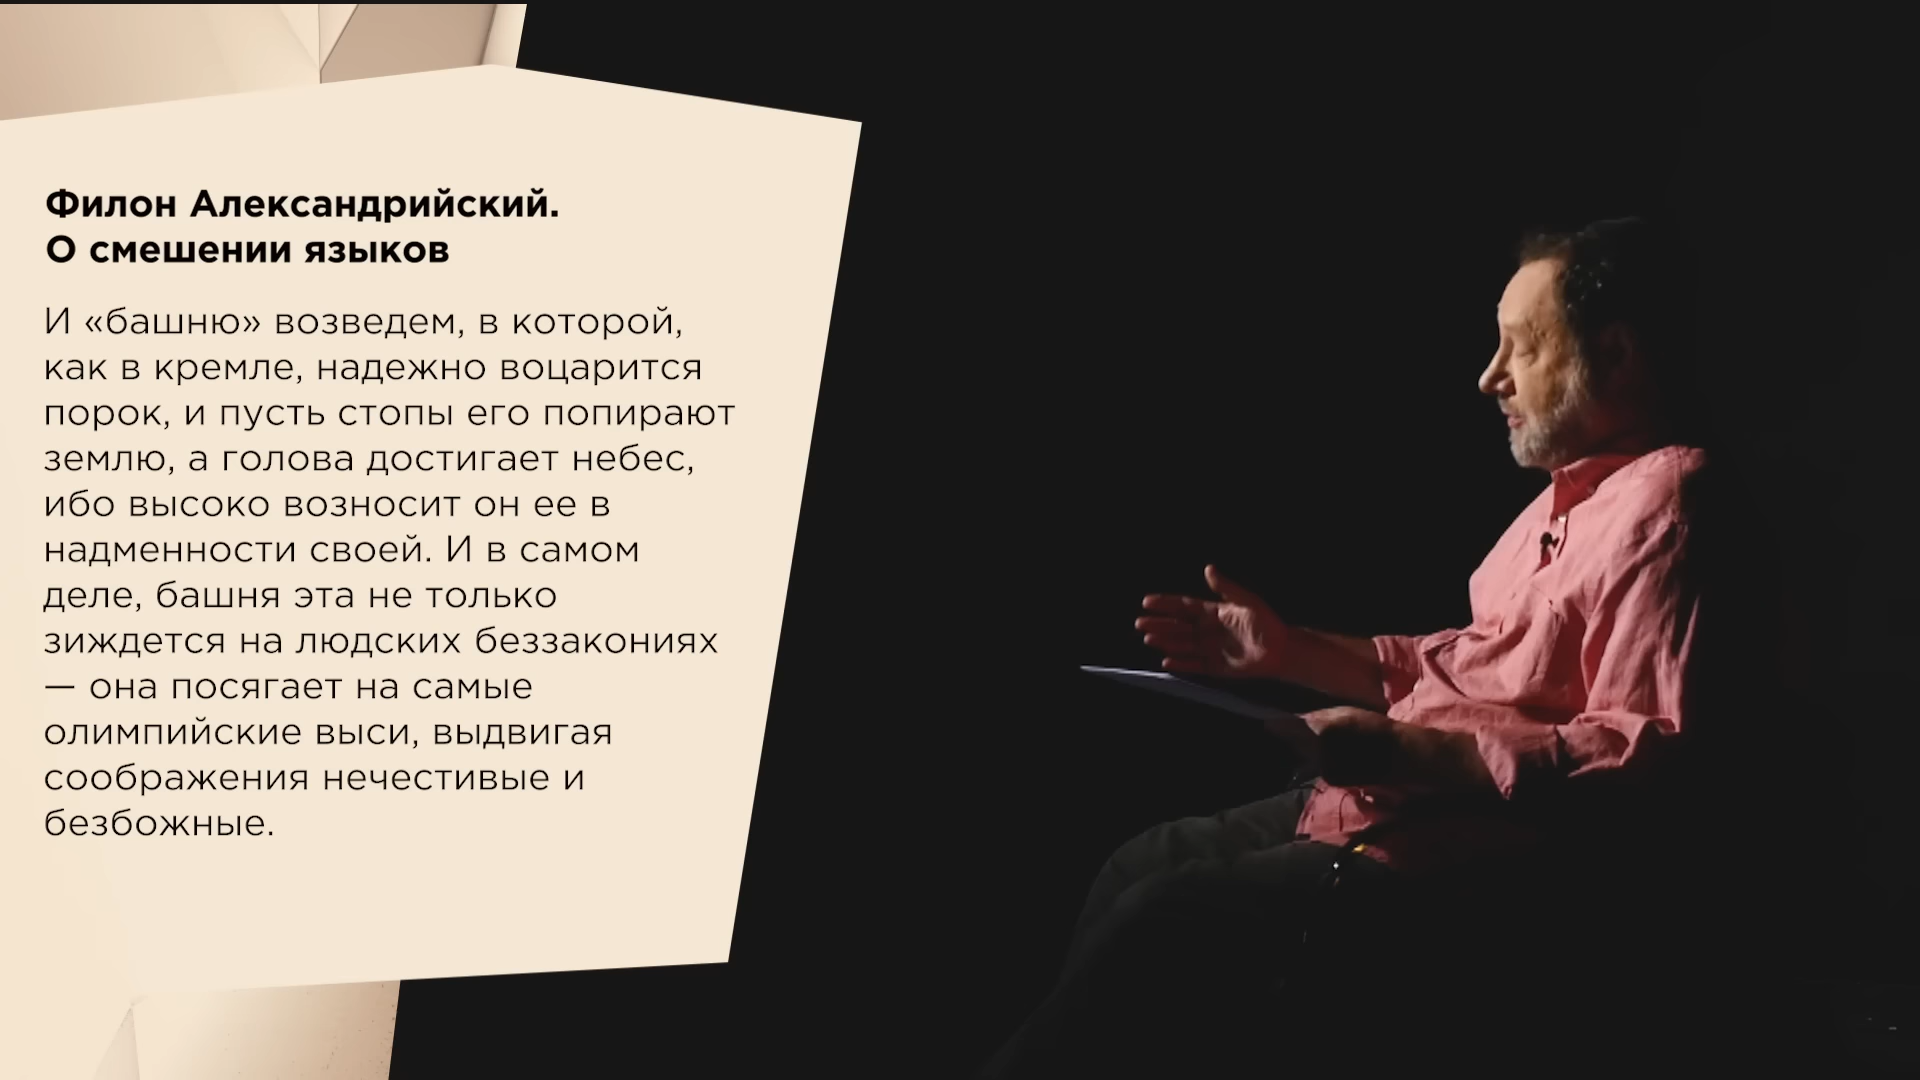 Филон Александрийский.
О смешении языков
И «башню» возведем, в которой,
как в кремле, надежно воцарится
порок, и пусть стопы его попирают
землю, а голова достигает небес,
ибо высоко возносит он ее в
надменности своей. И в самом
деле, башня эта не только
зиждется на людских беззакониях
— она посягает на самые
олимпийские выси, выдвигая
соображения нечестивые и
безбожные.